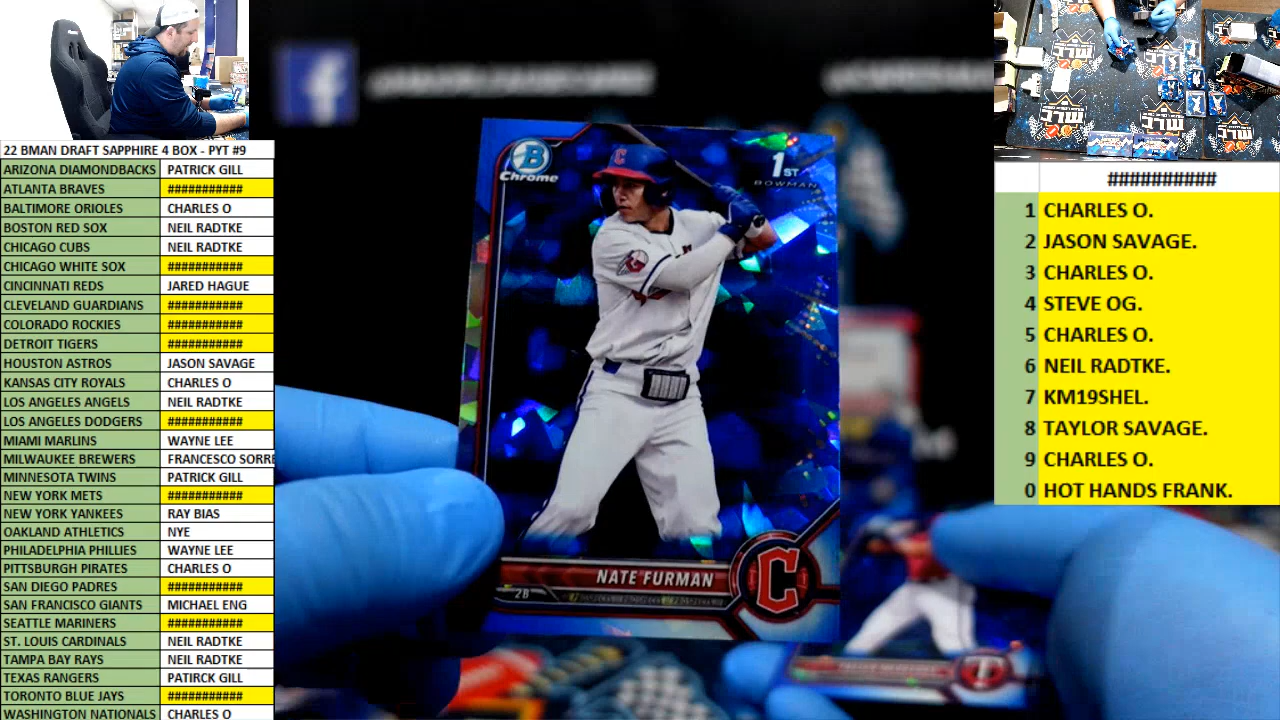 22 BMAN DRAFT SAPPHIRE 4 BOX - PYT #9
ARIZONA DIAMONDBACKS PATRICK GILL
ATLANTA BRAVES ###########
BALTIMORE ORIOLES CHARLES O
BOSTON RED SOX NEIL RADTKE
CHICAGO CUBS NEIL RADTKE
CHICAGO WHITE SOX ###########
CINCINNATI REDS JARED HAGUE
CLEVELAND GUARDIANS ###########
COLORADO ROCKIES ###########
DETROIT TIGERS ###########
HOUSTON ASTROS JASON SAVAGE
KANSAS CITY ROYALS CHARLES O
LOS ANGELES ANGELS NEIL RADTKE
LOS ANGELES DODGERS ###########
MIAMI MARLINS WAYNE LEE
MILWAUKEE BREWERS FRANCESCO SORRE
MINNESOTA TWINS PATRICK GILL
NEW YORK METS ###########
NEW YORK YANKEES RAY BIAS
OAKLAND ATHLETICS NYE
PHILADELPHIA PHILLIES WAYNE LEE
PITTSBURGH PIRATES CHARLES O
SAN DIEGO PADRES ###########
SAN FRANCISCO GIANTS MICHAEL ENG
SEATTLE MARINERS ###########
ST. LOUIS CARDINALS NEIL RADTKE
TAMPA BAY RAYS NEIL RADTKE
TEXAS RANGERS PATIRCK GILL
TORONTO BLUE JAYS ###########
WASHINGTON NATIONALS CHARLES O
B
Chrome
1ST
BOWMAN
C
NATE FURMAN
2B
C
##########
1 CHARLES O.
2 JASON SAVAGE.
3 CHARLES O.
4 STEVE OG.
5 CHARLES O.
6 NEIL RADTKE.
7 KM19SHEL.
8 TAYLOR SAVAGE.
9 CHARLES O.
0 HOT HANDS FRANK.